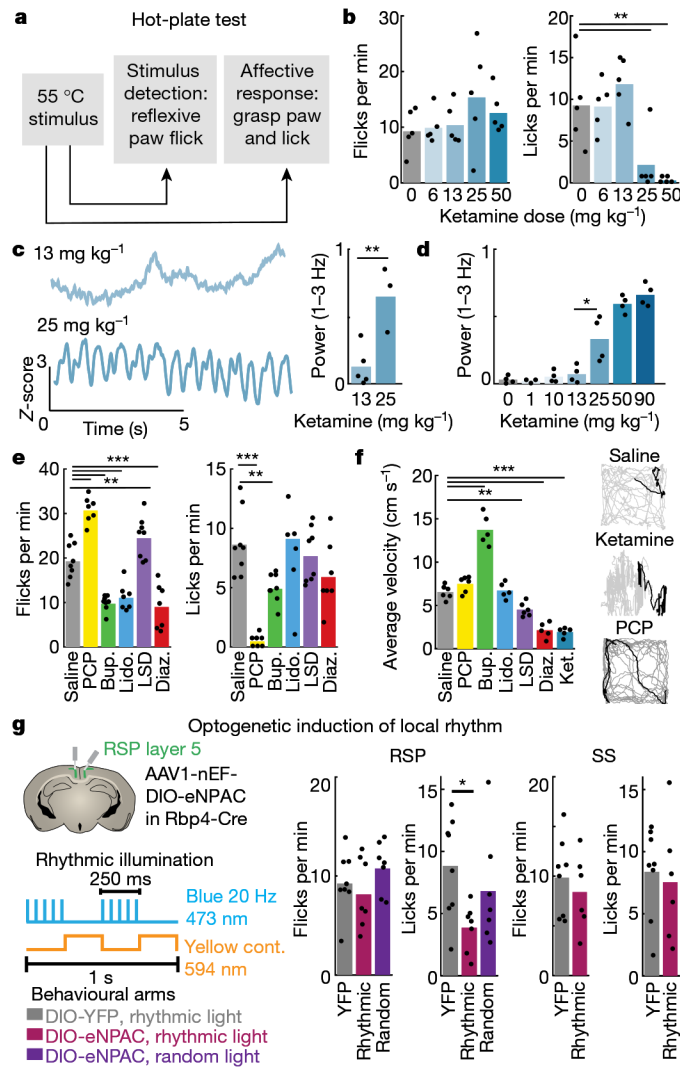 a
Hot-plate test
55 °C
stimulus
Stimulus
detection:
reflexive
paw flick
Affective
response:
grasp paw
and lick
b
Flicks per min
30
20
10
0
0 6 13 25 50
Licks per min
20
15
10
5
0
**
0 6 13 25 50
Ketamine dose (mg kg⁻¹)
c
13 mg kg⁻¹
25 mg kg⁻¹
Z-score
3
0
5
Time (s)
Power (1–3 Hz)
1
0
**
13 25
Ketamine (mg kg⁻¹)
d
Power (1–3 Hz)
1
0
*
0 1 10 13 25 50 90
Ketamine (mg kg⁻¹)
e
Flicks per min
40
30
20
10
0
***
**
Saline
PCP
Bup.
Lido.
LSD
Diaz.
Licks per min
15
10
5
0
***
**
Saline
PCP
Bup.
Lido.
LSD
Diaz.
f
Average velocity (cm s⁻¹)
20
15
10
5
0
***
**
Saline
PCP
Bup.
Lido.
LSD
Diaz.
Ket.
Saline
Ketamine
PCP
g
Optogenetic induction of local rhythm
RSP layer 5
AAV1-nEF-
DIO-eNPAC
in Rbp4-Cre
Rhythmic illumination
250 ms
Blue 20 Hz
473 nm
Yellow cont.
594 nm
1 s
Behavioural arms
DIO-YFP, rhythmic light
DIO-eNPAC, rhythmic light
DIO-eNPAC, random light
RSP
Flicks per min
20
10
0
YFP
Rhythmic
Random
Licks per min
15
10
5
0
*
YFP
Rhythmic
Random
SS
Flicks per min
20
10
0
YFP
Rhythmic
Licks per min
15
10
5
0
YFP
Rhythmic